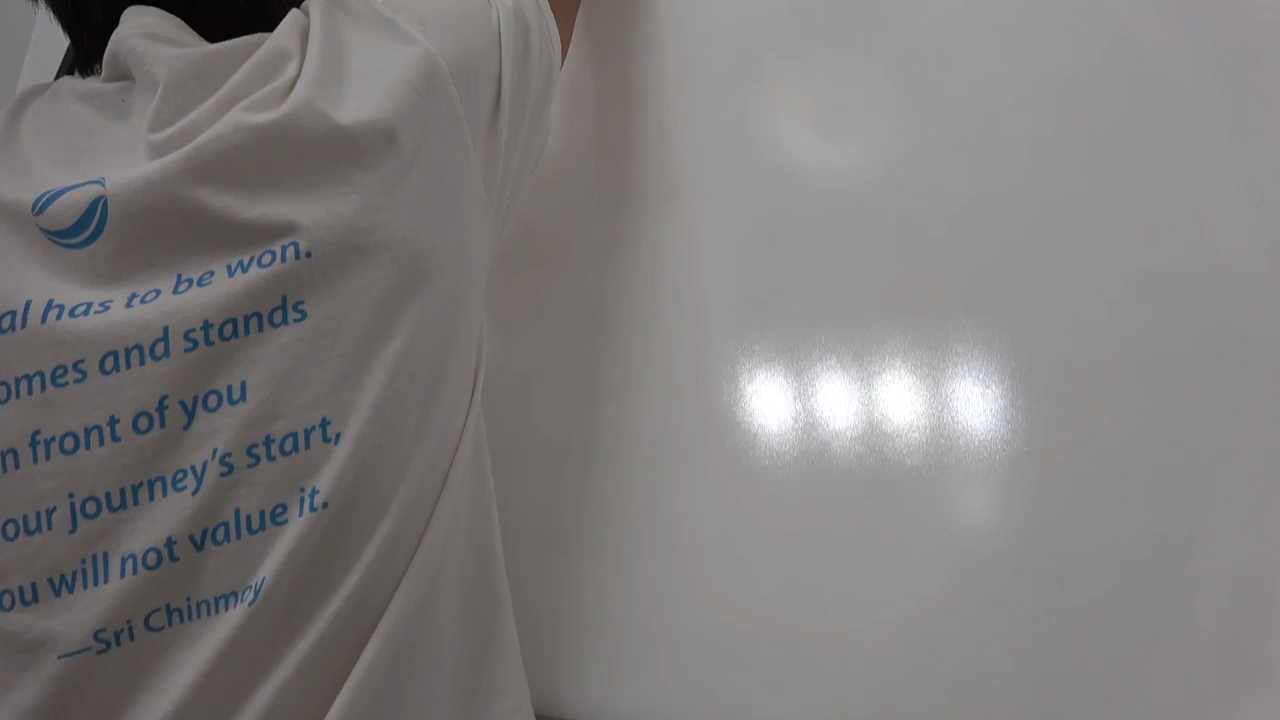 al has to be won.
omes and stands
n front of you
our journey's start,
ou will not value it.
—Sri Chinmoy